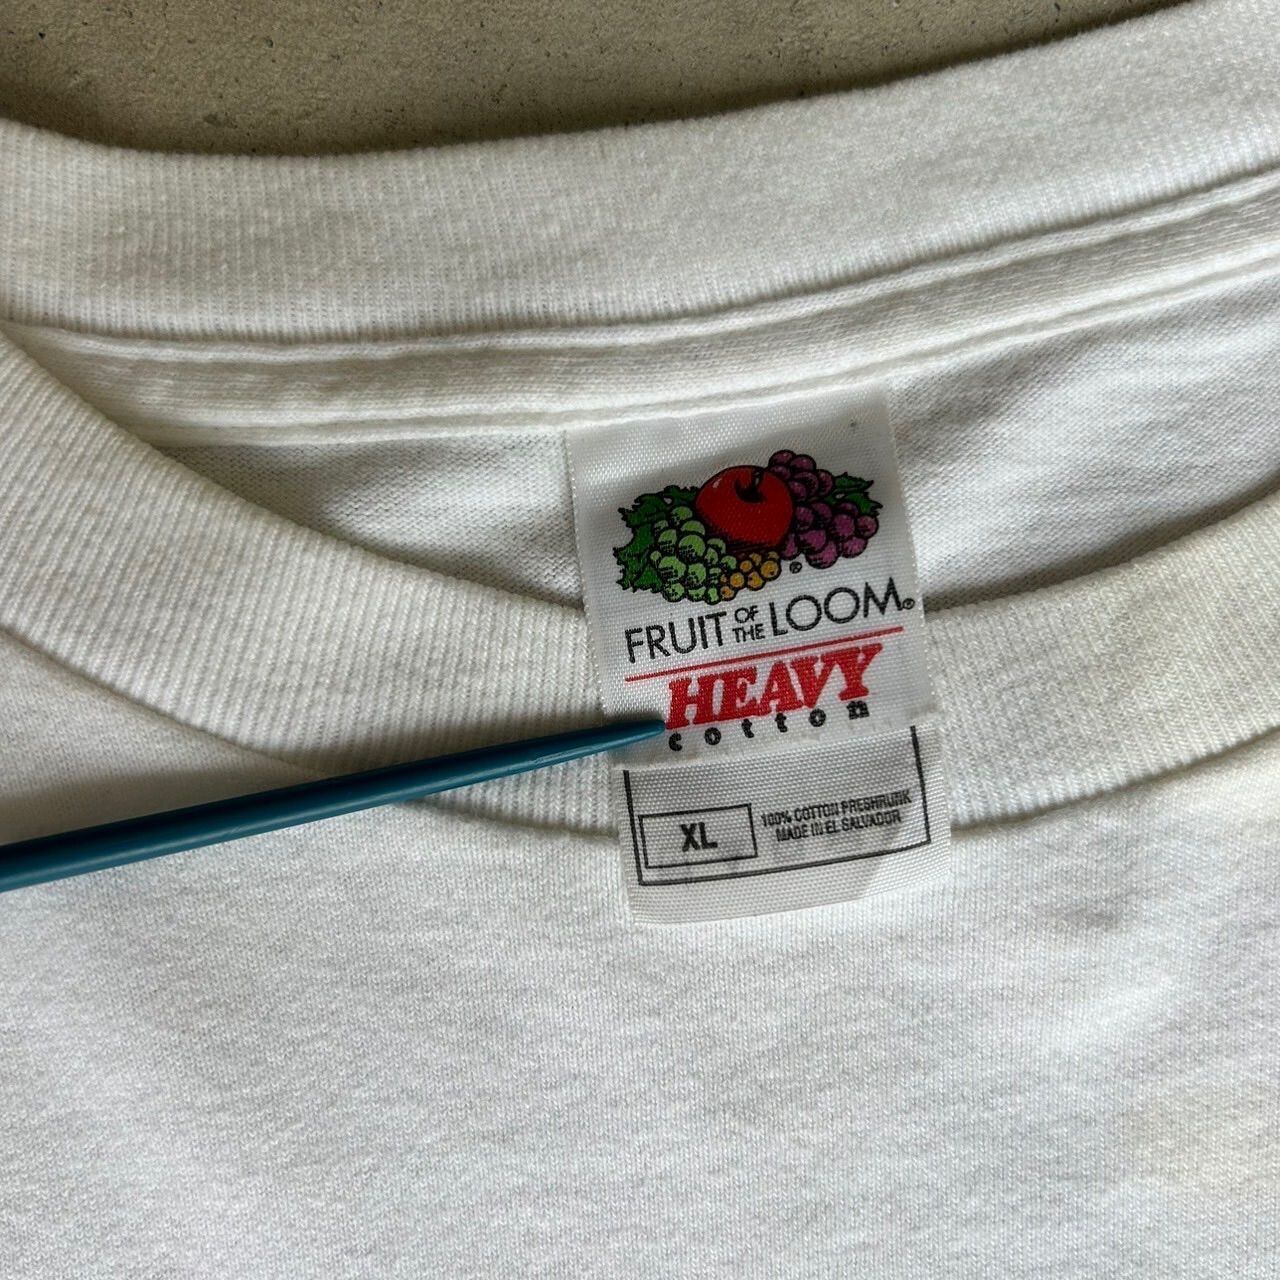 FRUIT OF THE LOOM®
HEAVY
cotton
XL
100% COTTON PRESHRUNK
MADE IN EL SALVADOR